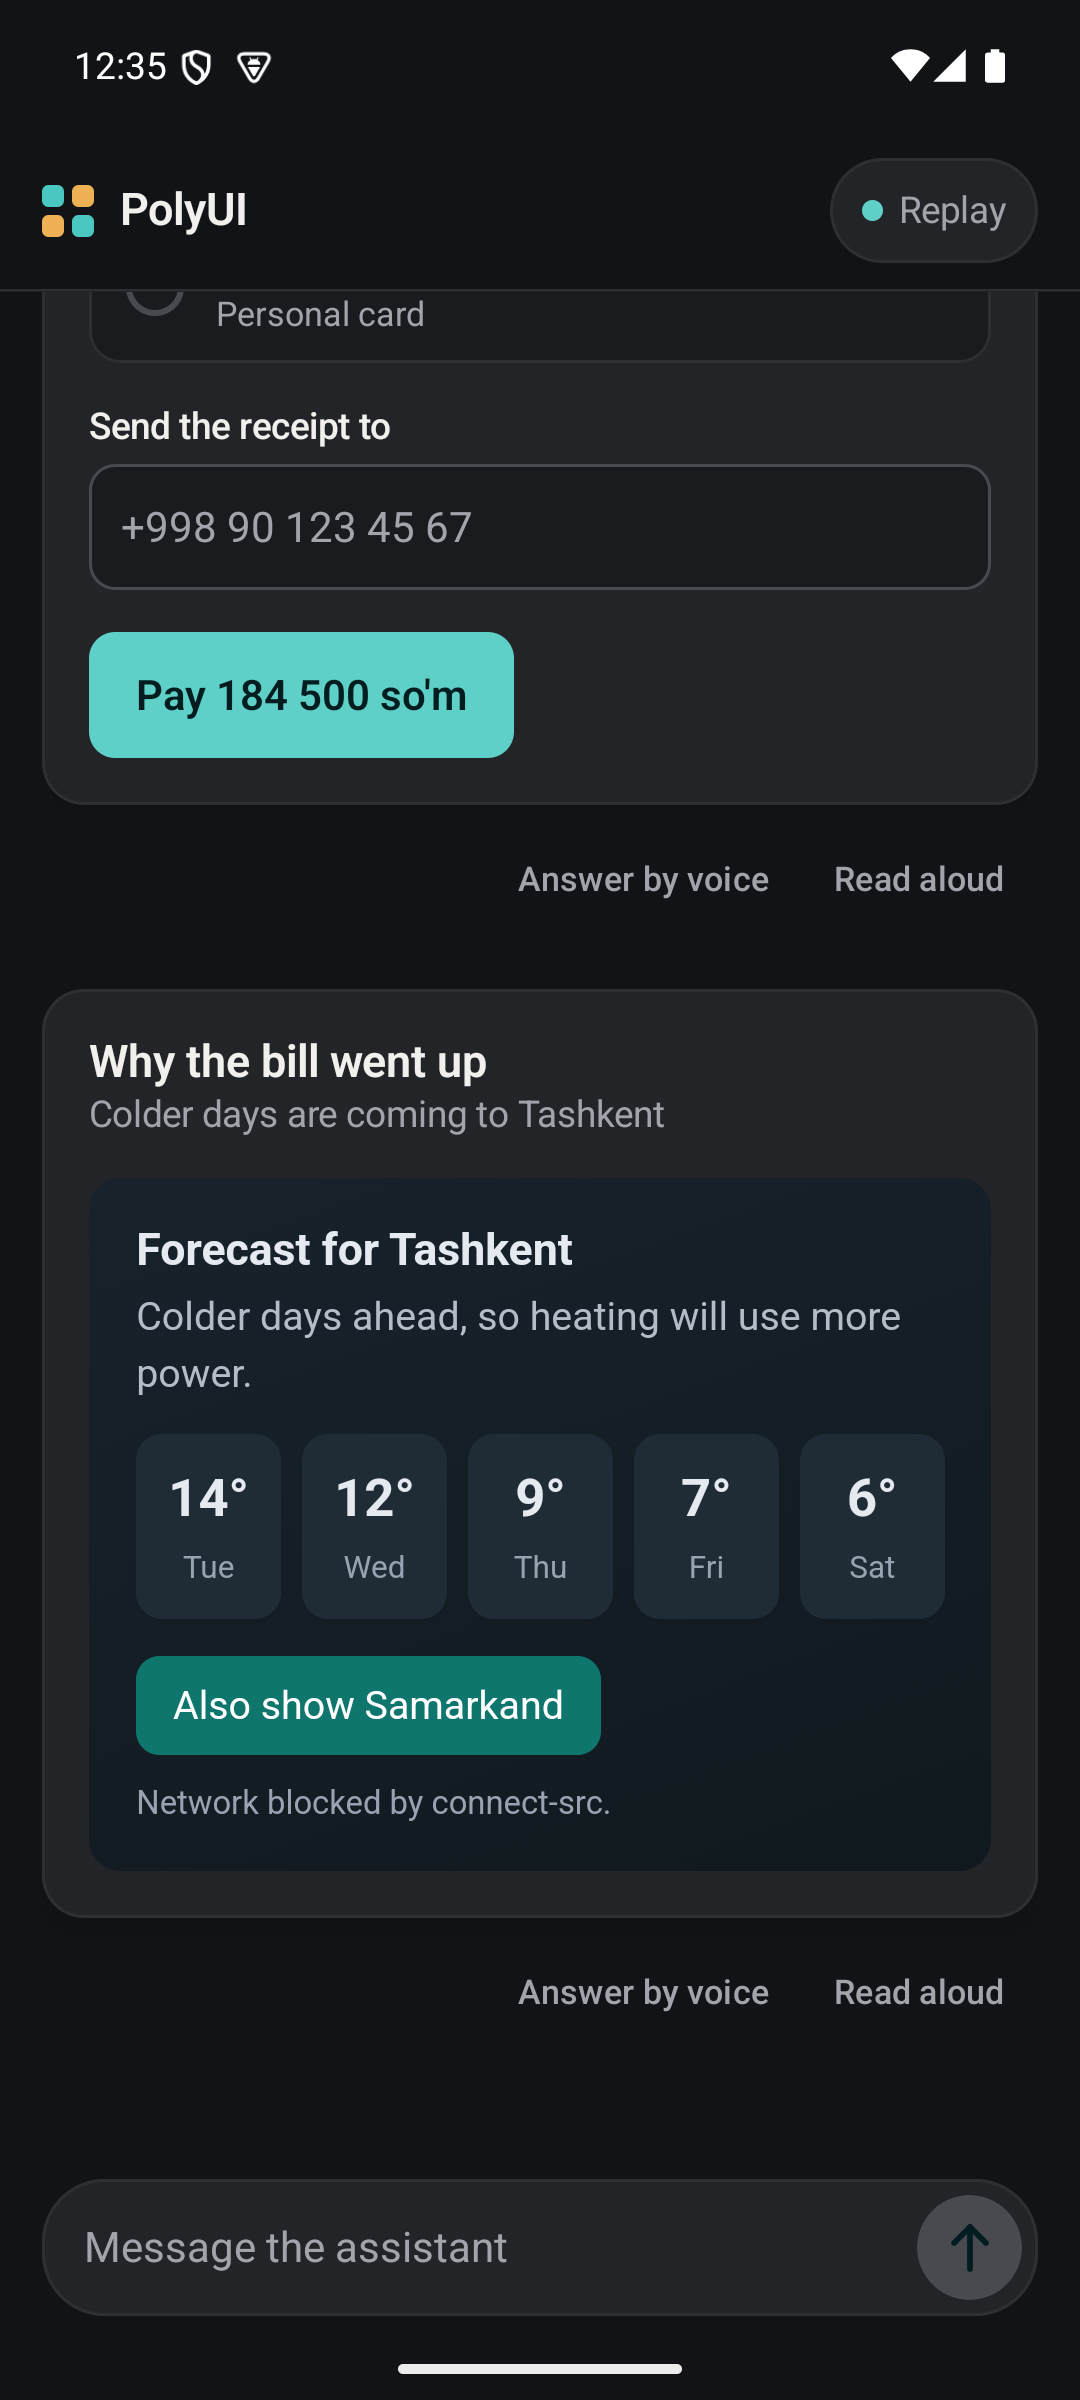 12:35
PolyUI
Replay
Personal card
Send the receipt to
+998 90 123 45 67
Pay 184 500 so'm
Answer by voice Read aloud
Why the bill went up
Colder days are coming to Tashkent
Forecast for Tashkent
Colder days ahead, so heating will use more
power.
14° 12° 9° 7° 6°
Tue Wed Thu Fri Sat
Also show Samarkand
Network blocked by connect-src.
Answer by voice Read aloud
Message the assistant